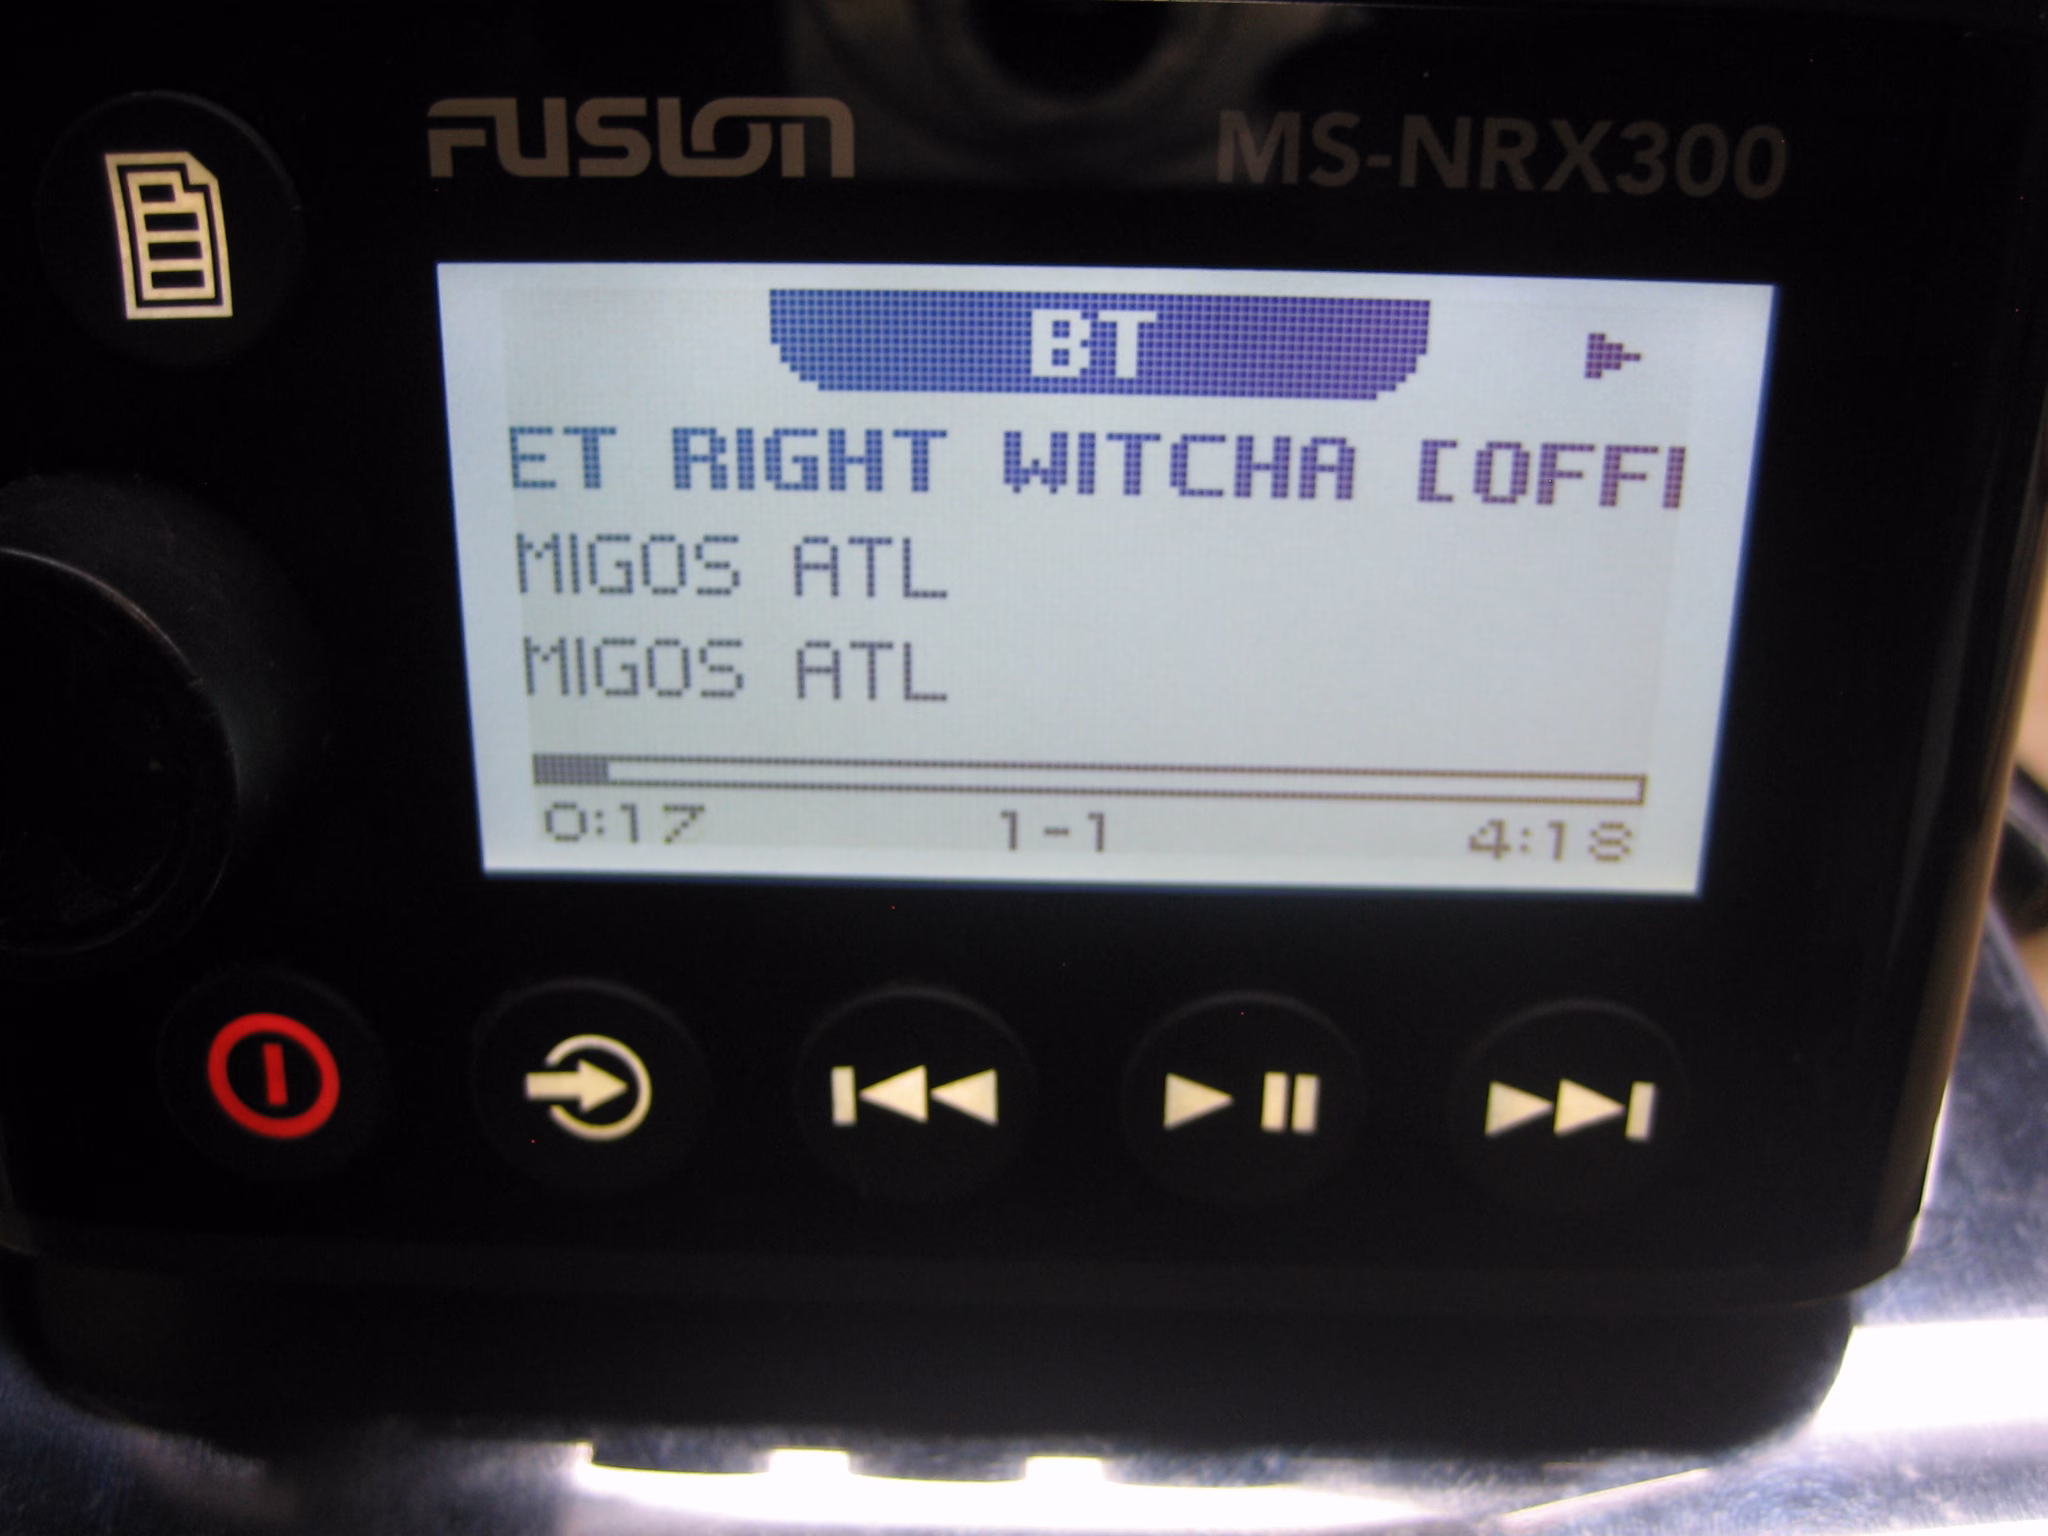 FUSION
MS-NRX300
BT
ET RIGHT WITCHA [OFFI
MIGOS ATL
MIGOS ATL
0:17 1-1 4:18